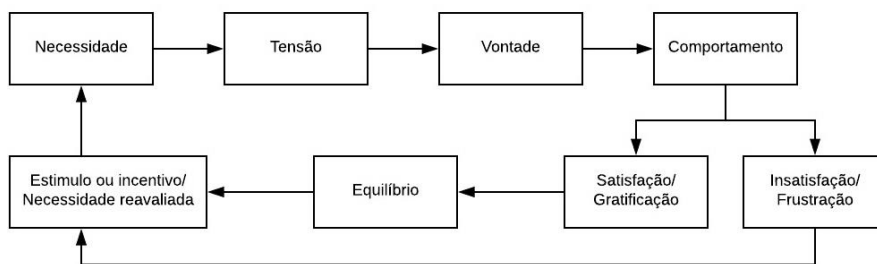 Necessidade
Tensão
Vontade
Comportamento
Estimulo ou incentivo/
Necessidade reavaliada
Equilíbrio
Satisfação/
Gratificação
Insatisfação/
Frustração